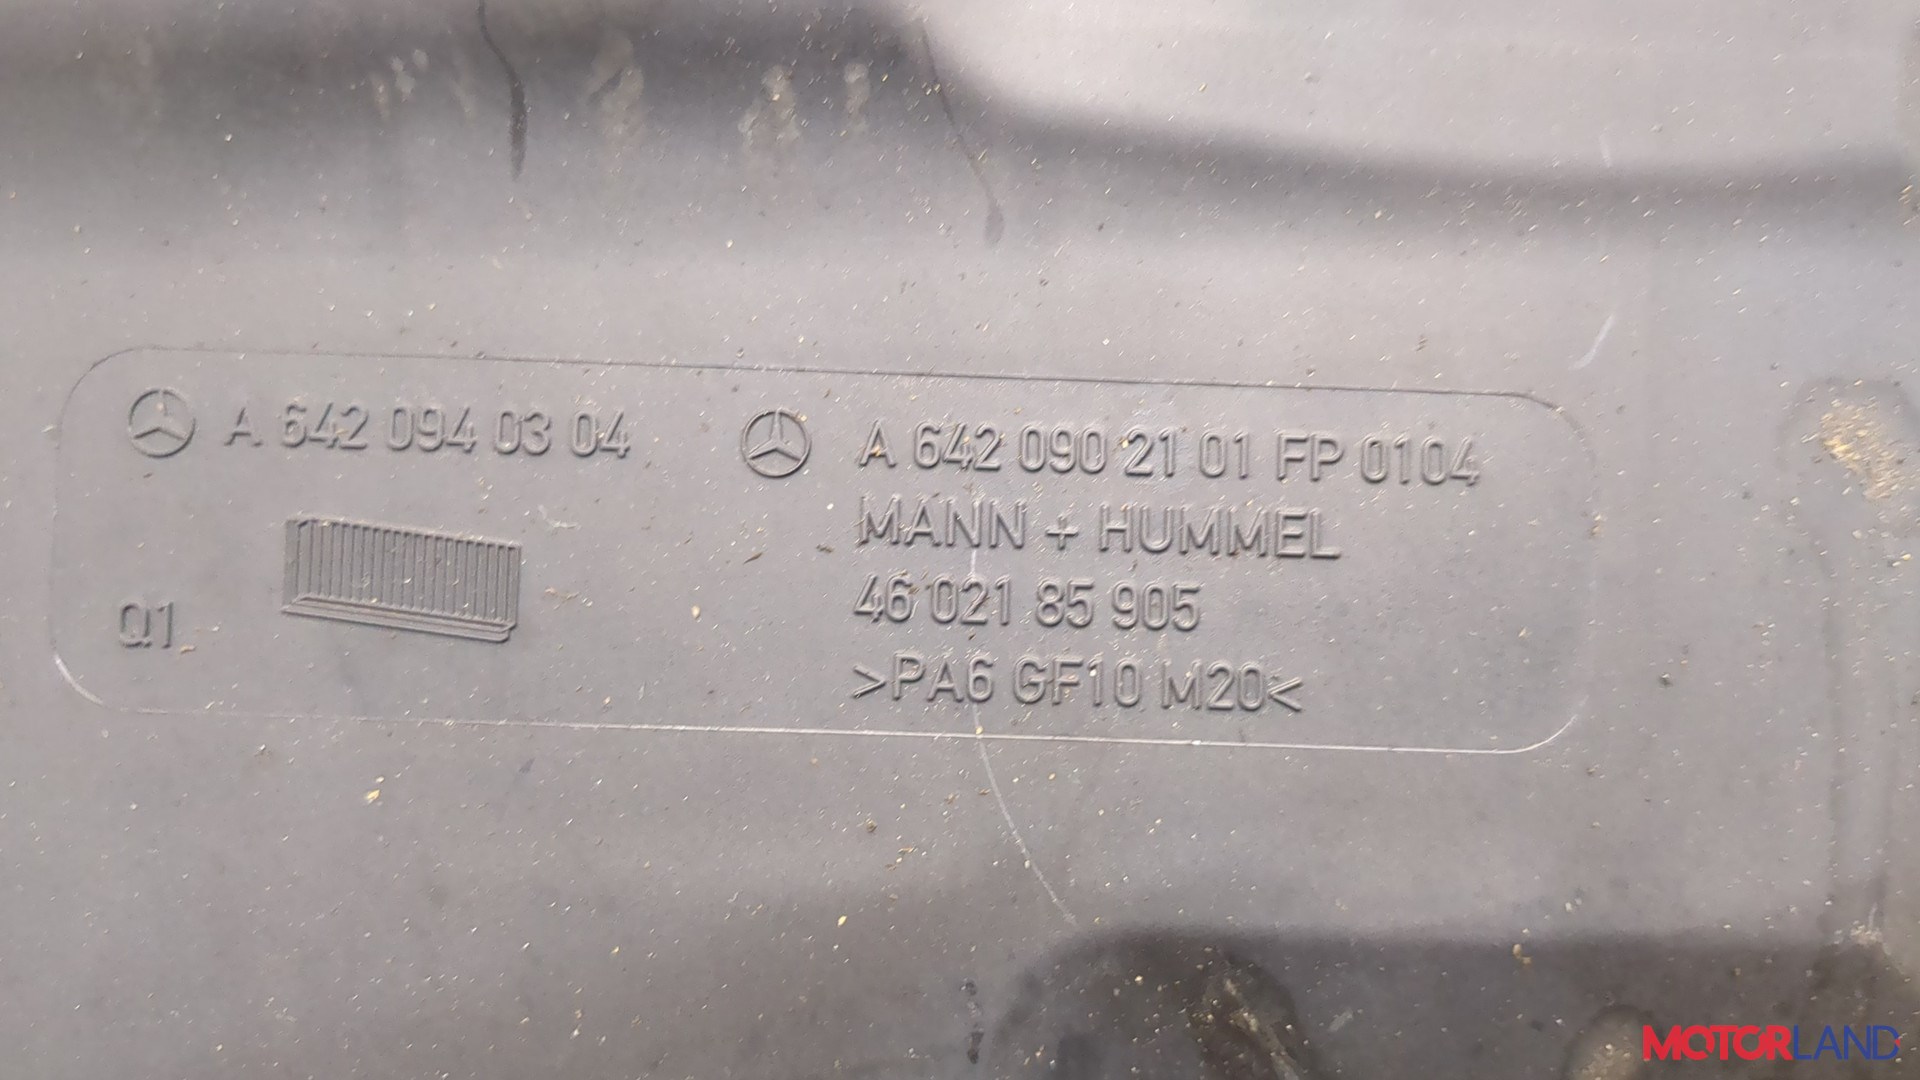 A 642 094 03 04
Q1
A 642 090 21 01 FP 0104
MANN + HUMMEL
46 021 85 905
>PA6 GF10 M20<
MOTORLAND